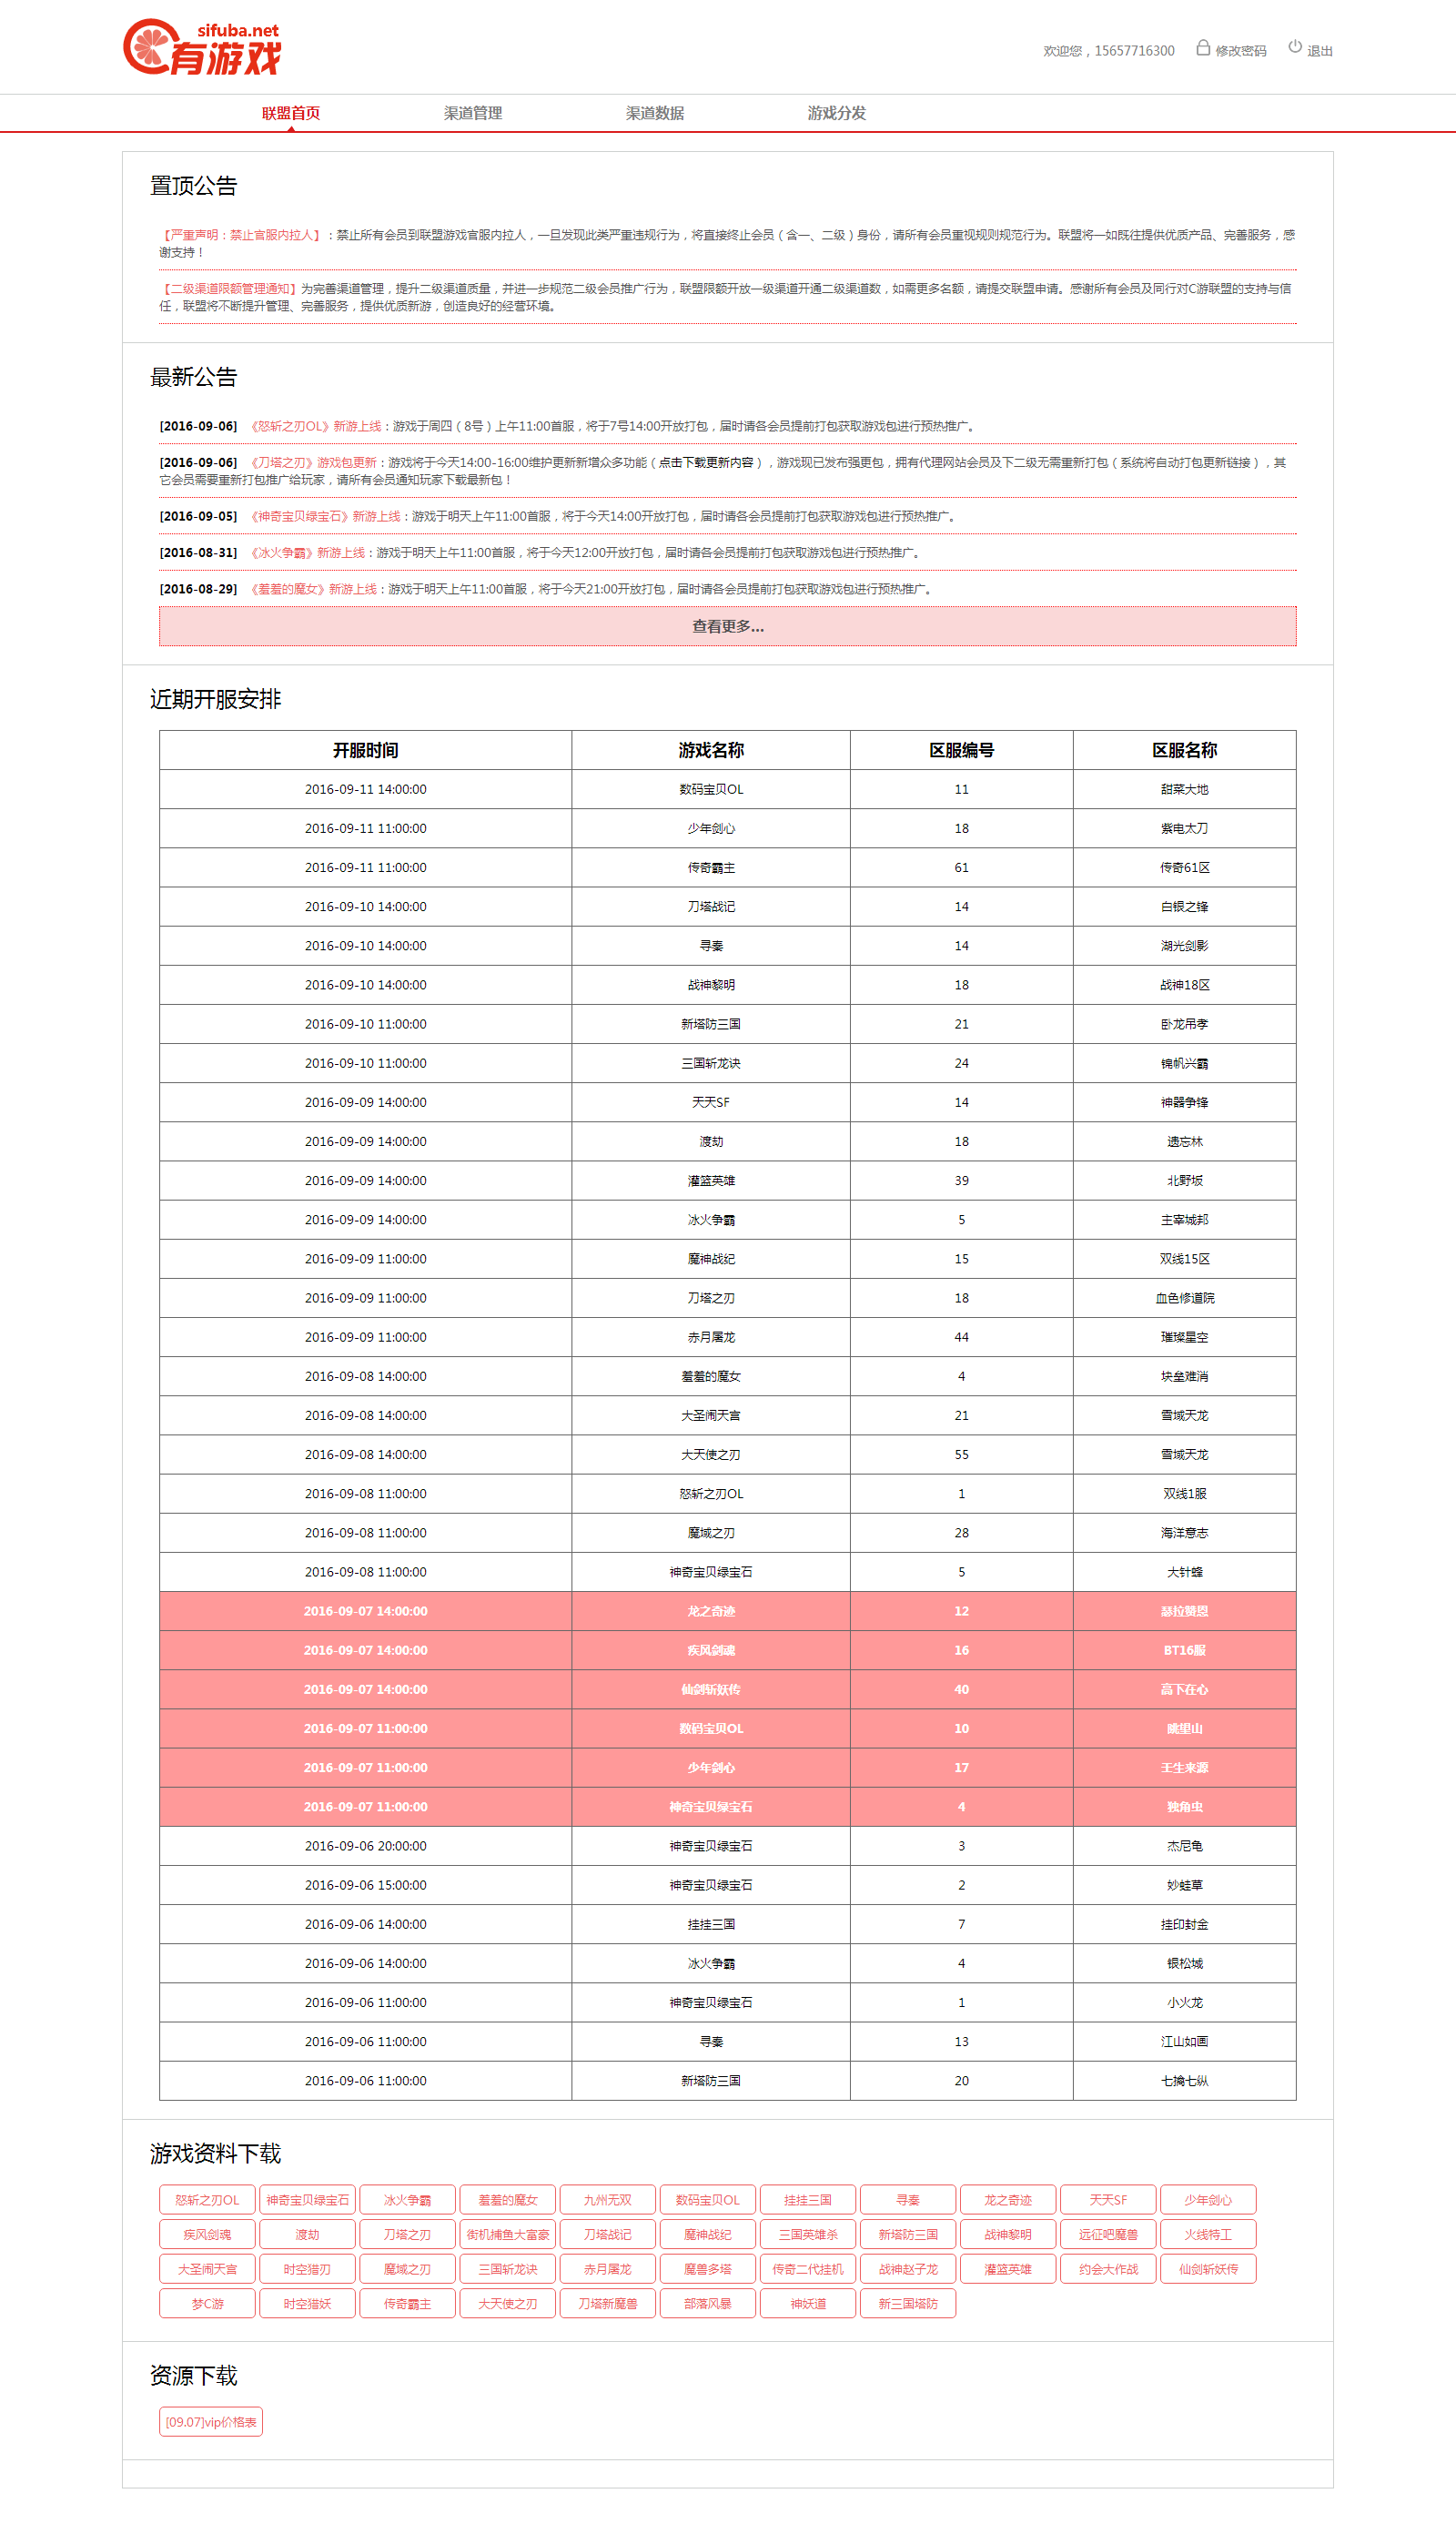 sifuba.net
有游戏
欢迎您，15657716300 修改密码 退出
联盟首页 渠道管理 渠道数据 游戏分发
置顶公告
【严重声明：禁止官服内拉人】：禁止所有会员到联盟游戏官服内拉人，一旦发现此类严重违规行为，将直接终止会员（含一、二级）身份，请所有会员重视规则规范行为。联盟将一如既往提供优质产品、完善服务，感
谢支持！
【二级渠道限额管理通知】为完善渠道管理，提升二级渠道质量，并进一步规范二级会员推广行为，联盟限额开放一级渠道开通二级渠道数，如需更多名额，请提交联盟申请。感谢所有会员及同行对C游联盟的支持与信
任，联盟将不断提升管理、完善服务，提供优质新游，创造良好的经营环境。
最新公告
[2016-09-06] 《怒斩之刃OL》新游上线：游戏于周四（8号）上午11:00首服，将于7号14:00开放打包，届时请各会员提前打包获取游戏包进行预热推广。
[2016-09-06] 《刀塔之刃》游戏包更新：游戏将于今天14:00-16:00维护更新新增众多功能（点击下载更新内容），游戏现已发布强更包，拥有代理网站会员及下二级无需重新打包（系统将自动打包更新链接），其
它会员需要重新打包推广给玩家，请所有会员通知玩家下载最新包！
[2016-09-05] 《神奇宝贝绿宝石》新游上线：游戏于明天上午11:00首服，将于今天14:00开放打包，届时请各会员提前打包获取游戏包进行预热推广。
[2016-08-31] 《冰火争霸》新游上线：游戏于明天上午11:00首服，将于今天12:00开放打包，届时请各会员提前打包获取游戏包进行预热推广。
[2016-08-29] 《羞羞的魔女》新游上线：游戏于明天上午11:00首服，将于今天21:00开放打包，届时请各会员提前打包获取游戏包进行预热推广。
查看更多...
近期开服安排
开服时间 游戏名称 区服编号 区服名称
2016-09-11 14:00:00 数码宝贝OL 11 甜菜大地
2016-09-11 11:00:00 少年剑心 18 紫电太刀
2016-09-11 11:00:00 传奇霸主 61 传奇61区
2016-09-10 14:00:00 刀塔战记 14 白银之锋
2016-09-10 14:00:00 寻秦 14 湖光剑影
2016-09-10 14:00:00 战神黎明 18 战神18区
2016-09-10 11:00:00 新塔防三国 21 卧龙吊孝
2016-09-10 11:00:00 三国斩龙诀 24 锦帆兴霸
2016-09-09 14:00:00 天天SF 14 神器争锋
2016-09-09 14:00:00 渡劫 18 遗忘林
2016-09-09 14:00:00 灌篮英雄 39 北野坂
2016-09-09 14:00:00 冰火争霸 5 主宰城邦
2016-09-09 11:00:00 魔神战纪 15 双线15区
2016-09-09 11:00:00 刀塔之刃 18 血色修道院
2016-09-09 11:00:00 赤月屠龙 44 璀璨星空
2016-09-08 14:00:00 羞羞的魔女 4 块垒难消
2016-09-08 14:00:00 大圣闹天宫 21 雪域天龙
2016-09-08 14:00:00 大天使之刃 55 雪域天龙
2016-09-08 11:00:00 怒斩之刃OL 1 双线1服
2016-09-08 11:00:00 魔域之刃 28 海洋意志
2016-09-08 11:00:00 神奇宝贝绿宝石 5 大针蜂
2016-09-07 14:00:00 龙之奇迹 12 瑟拉赞恩
2016-09-07 14:00:00 疾风剑魂 16 BT16服
2016-09-07 14:00:00 仙剑斩妖传 40 高下在心
2016-09-07 11:00:00 数码宝贝OL 10 眺望山
2016-09-07 11:00:00 少年剑心 17 壬生来源
2016-09-07 11:00:00 神奇宝贝绿宝石 4 独角虫
2016-09-06 20:00:00 神奇宝贝绿宝石 3 杰尼龟
2016-09-06 15:00:00 神奇宝贝绿宝石 2 妙蛙草
2016-09-06 14:00:00 挂挂三国 7 挂印封金
2016-09-06 14:00:00 冰火争霸 4 银松城
2016-09-06 11:00:00 神奇宝贝绿宝石 1 小火龙
2016-09-06 11:00:00 寻秦 13 江山如画
2016-09-06 11:00:00 新塔防三国 20 七擒七纵
游戏资料下载
怒斩之刃OL 神奇宝贝绿宝石 冰火争霸 羞羞的魔女 九州无双 数码宝贝OL 挂挂三国 寻秦 龙之奇迹 天天SF 少年剑心
疾风剑魂 渡劫 刀塔之刃 街机捕鱼大富豪 刀塔战记 魔神战纪 三国英雄杀 新塔防三国 战神黎明 远征吧魔兽 火线特工
大圣闹天宫 时空猎刃 魔域之刃 三国斩龙诀 赤月屠龙 魔兽多塔 传奇二代挂机 战神赵子龙 灌篮英雄 约会大作战 仙剑斩妖传
梦C游 时空猎妖 传奇霸主 大天使之刃 刀塔新魔兽 部落风暴 神妖道 新三国塔防
资源下载
[09.07]vip价格表